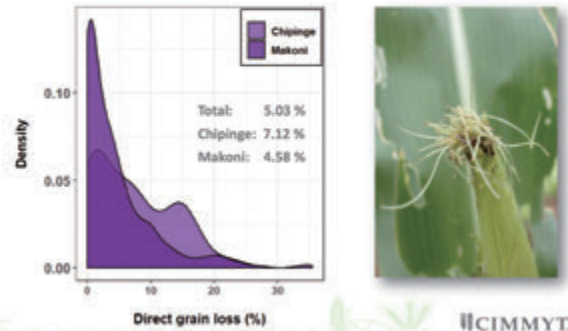 Chipinge
Makoni
0.10
0.05
0.00
Density
Total: 5.03 %
Chipinge: 7.12 %
Makoni: 4.58 %
0 10 20 30
Direct grain loss (%)
CIMMYT